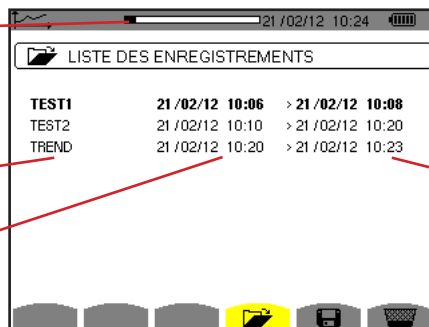 21/02/12 10:24
LISTE DES ENREGISTREMENTS
TEST1 21/02/12 10:06 > 21/02/12 10:08
TEST2 21/02/12 10:10 > 21/02/12 10:20
TREND 21/02/12 10:20 > 21/02/12 10:23